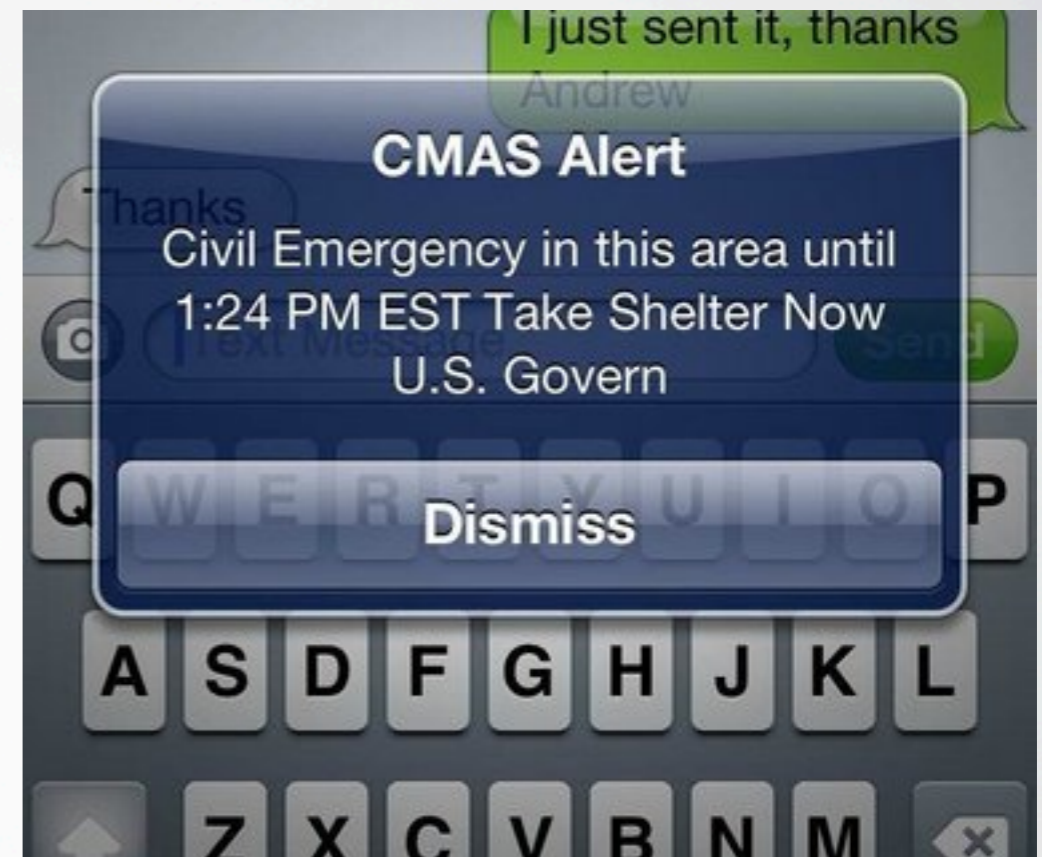 I just sent it, thanks
Andrew
CMAS Alert
Thanks
Civil Emergency in this area until
1:24 PM EST Take Shelter Now
U.S. Govern
Text Message
Send
Q W E R T Y U I O P
Dismiss
A S D F G H J K L
Z X C V B N M